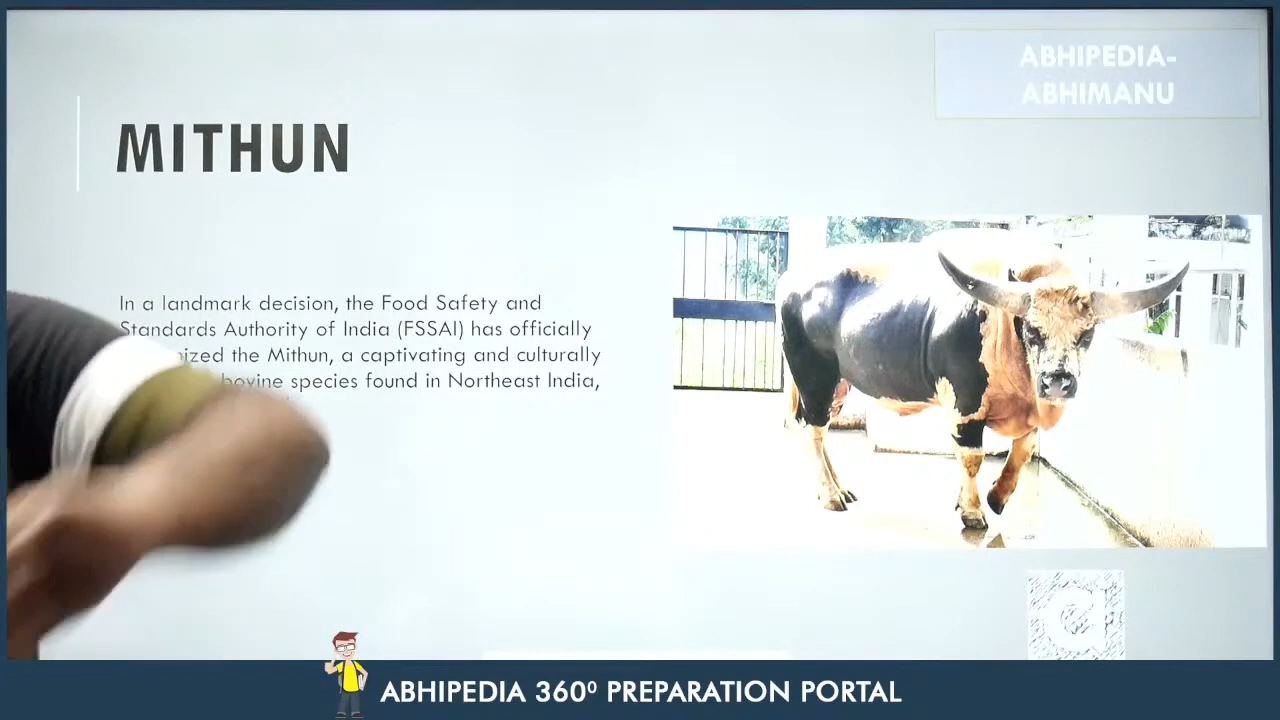 ABHIPEDIA-
ABHIMANU
MITHUN
In a landmark decision, the Food Safety and
Standards Authority of India (FSSAI) has officially
the Mithun, a captivating and culturally
bovine species found in Northeast India,
ABHIPEDIA 360⁰ PREPARATION PORTAL